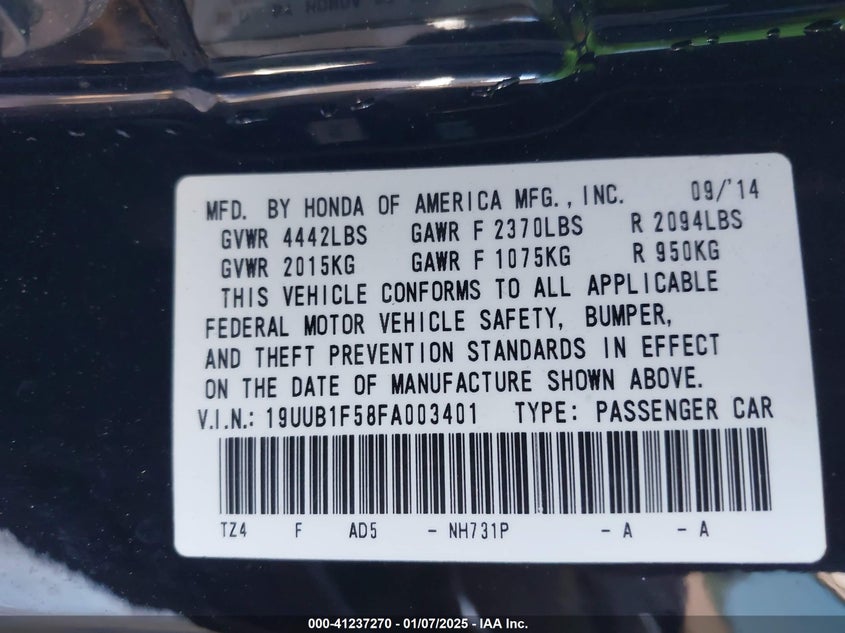 MFD. BY HONDA OF AMERICA MFG., INC. 09/'14
GVWR 4442LBS GAWR F 2370LBS R 2094LBS
GVWR 2015KG GAWR F 1075KG R 950KG
THIS VEHICLE CONFORMS TO ALL APPLICABLE
FEDERAL MOTOR VEHICLE SAFETY, BUMPER,
AND THEFT PREVENTION STANDARDS IN EFFECT
ON THE DATE OF MANUFACTURE SHOWN ABOVE.
V.I.N.: 19UUB1F58FA003401 TYPE: PASSENGER CAR
TZ4 F AD5 - NH731P - A - A
000-41237270 - 01/07/2025 - IAA Inc.